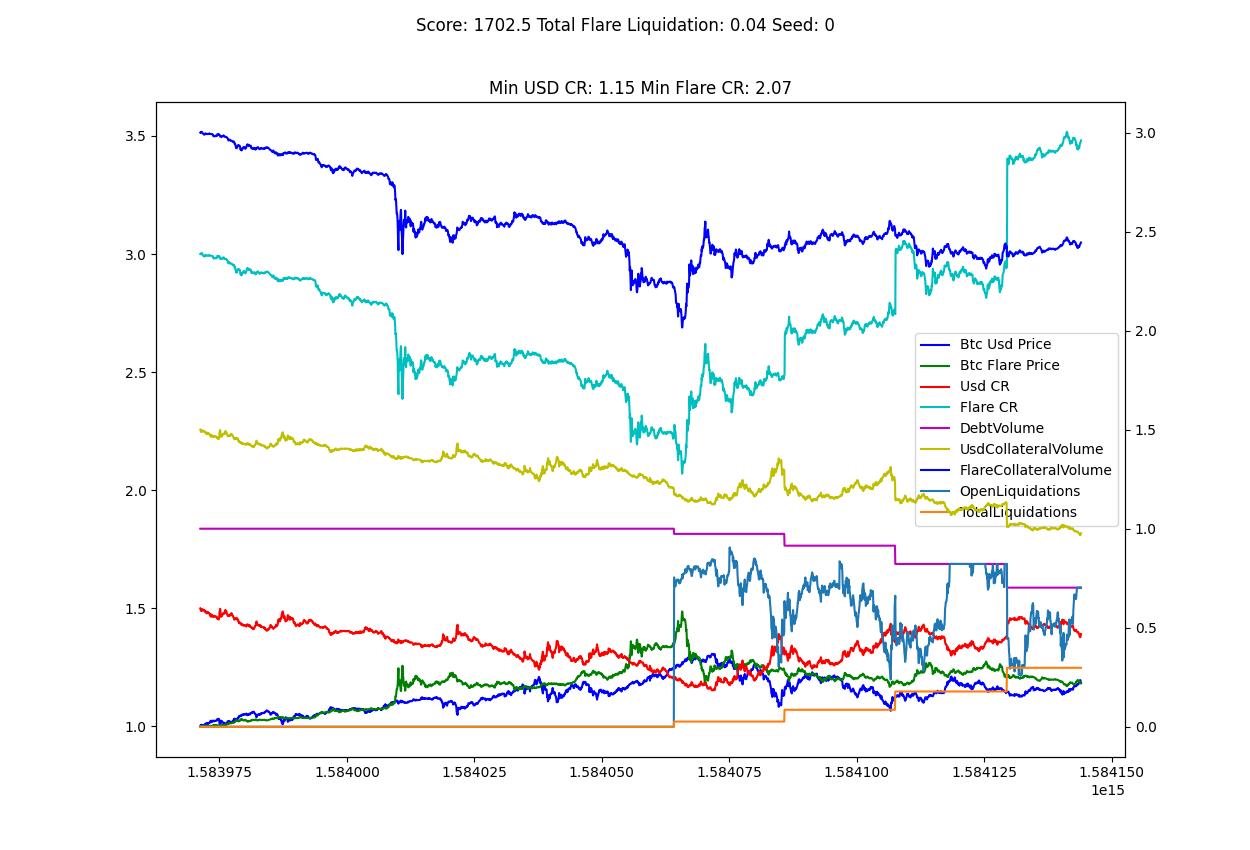 Score: 1702.5 Total Flare Liquidation: 0.04 Seed: 0
Min USD CR: 1.15 Min Flare CR: 2.07
3.5
3.0
2.5
2.0
1.5
1.0
3.0
2.5
2.0
1.5
1.0
0.5
0.0
Btc Usd Price
Btc Flare Price
Usd CR
Flare CR
DebtVolume
UsdCollateralVolume
FlareCollateralVolume
OpenLiquidations
TotalLiquidations
1.583975 1.584000 1.584025 1.584050 1.584075 1.584100 1.584125 1.584150
1e15